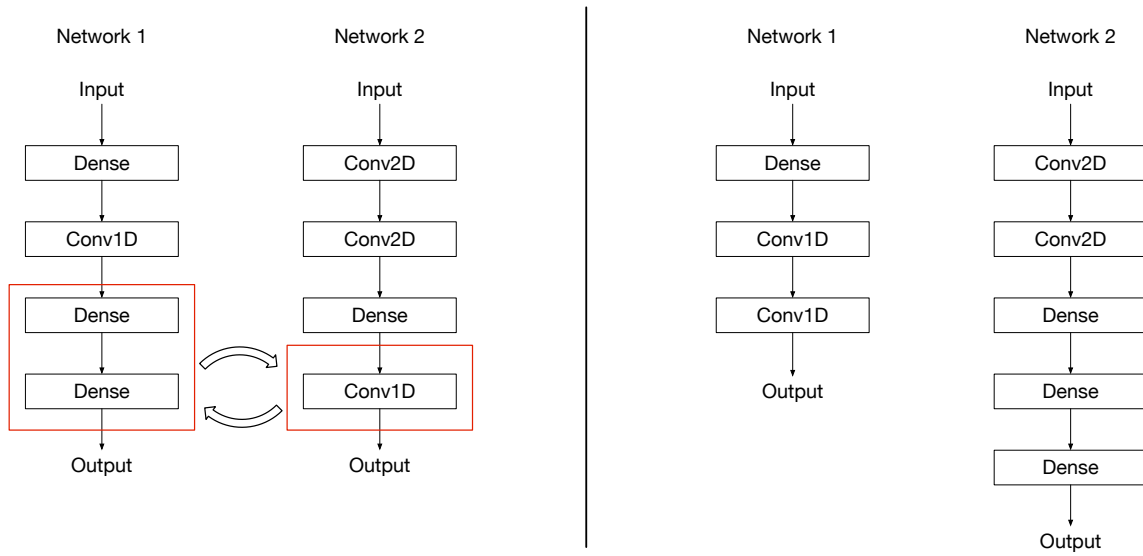 Network 1
Input
Dense
Conv1D
Dense
Dense
Output
Network 2
Input
Conv2D
Conv2D
Dense
Conv1D
Output
Network 1
Input
Dense
Conv1D
Conv1D
Output
Network 2
Input
Conv2D
Conv2D
Dense
Dense
Dense
Output